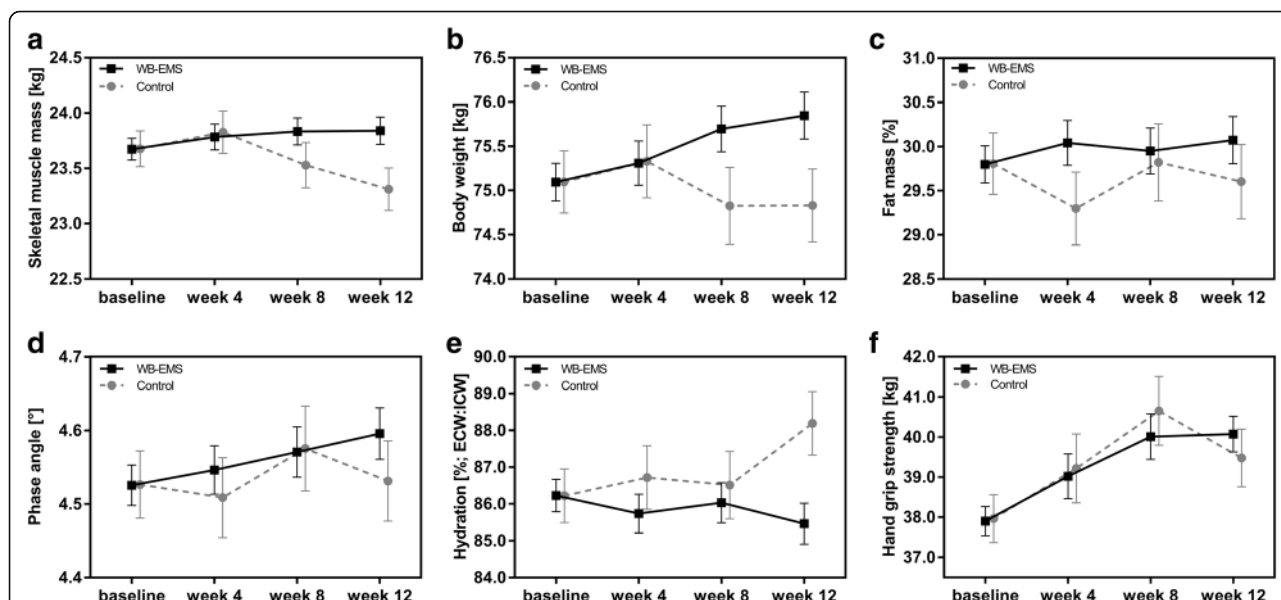 a
24.5
24.0
23.5
23.0
22.5
Skeletal muscle mass [kg]
WB-EMS
Control
baseline week 4 week 8 week 12
b
76.5
76.0
75.5
75.0
74.5
74.0
Body weight [kg]
WB-EMS
Control
baseline week 4 week 8 week 12
c
31.0
30.5
30.0
29.5
29.0
28.5
Fat mass [%]
WB-EMS
Control
baseline week 4 week 8 week 12
d
4.7
4.6
4.5
4.4
Phase angle [°]
WB-EMS
Control
baseline week 4 week 8 week 12
e
90.0
89.0
88.0
87.0
86.0
85.0
84.0
Hydration [%; ECW:ICW]
WB-EMS
Control
baseline week 4 week 8 week 12
f
42.0
41.0
40.0
39.0
38.0
37.0
Hand grip strength [kg]
WB-EMS
Control
baseline week 4 week 8 week 12